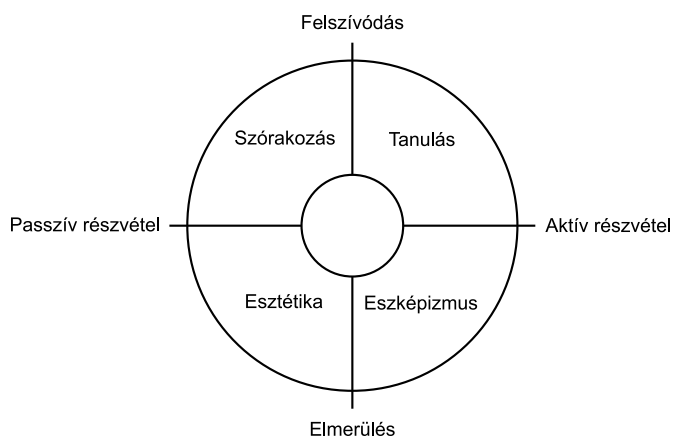 Felszívódás
Szórakozás
Tanulás
Passzív részvétel
Aktív részvétel
Esztétika
Eszképizmus
Elmerülés